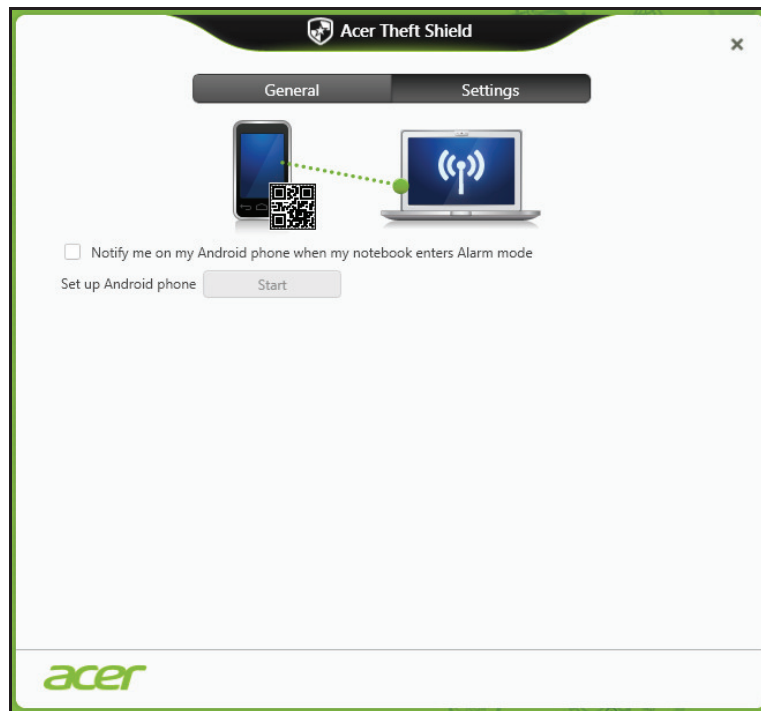 Acer Theft Shield
General
Settings
Notify me on my Android phone when my notebook enters Alarm mode
Set up Android phone
Start
acer